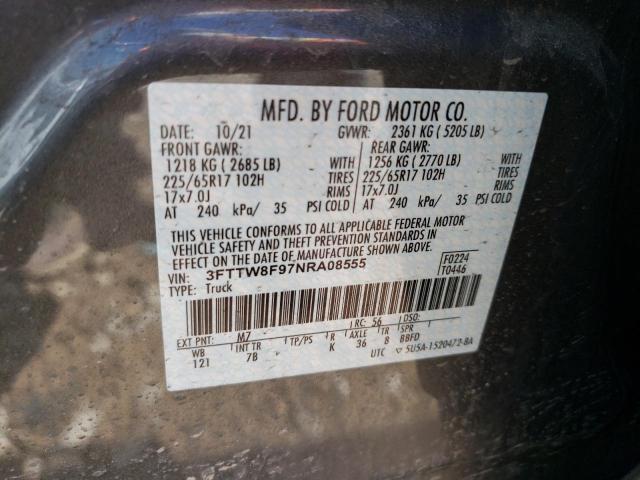 MFD. BY FORD MOTOR CO.
DATE: 10/21 GVWR: 2361 KG ( 5205 LB)
FRONT GAWR: REAR GAWR:
1218 KG ( 2685 LB) 1256 KG ( 2770 LB)
225/65R17 102H TIRES 225/65R17 102H TIRES
17x7.0J RIMS 17x7.0J RIMS
AT 240 kPa/ 35 PSI COLD AT 240 kPa/ 35 PSI COLD
THIS VEHICLE CONFORMS TO ALL APPLICABLE FEDERAL MOTOR
VEHICLE SAFETY AND THEFT PREVENTION STANDARDS IN
EFFECT ON THE DATE OF MANUFACTURE SHOWN ABOVE.
VIN: 3FTTW8F97NRA08555 F0224
TYPE: Truck T0446
EXT PNT: M7 RC: 56 DSO:
WB INT TR TP/PS R AXLE TR SPR
121 7B K 36 8 BBFD
UTC 5U5A-1520472-BA